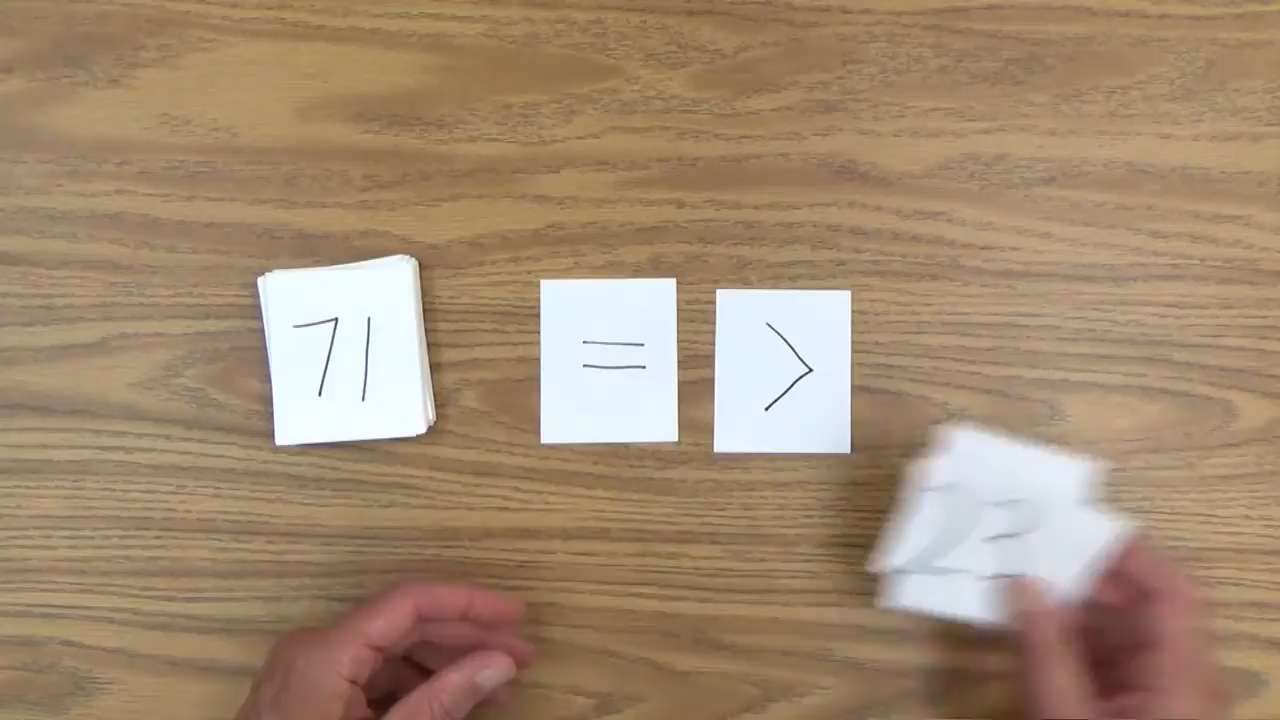 71 = >